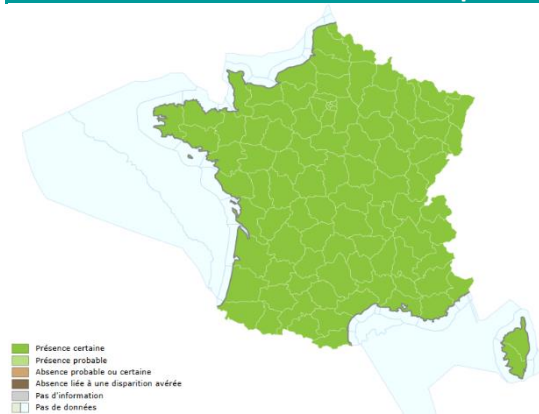 Présence certaine
Présence probable
Absence probable ou certaine
Absence liée à une disparition avérée
Pas d'information
Pas de données